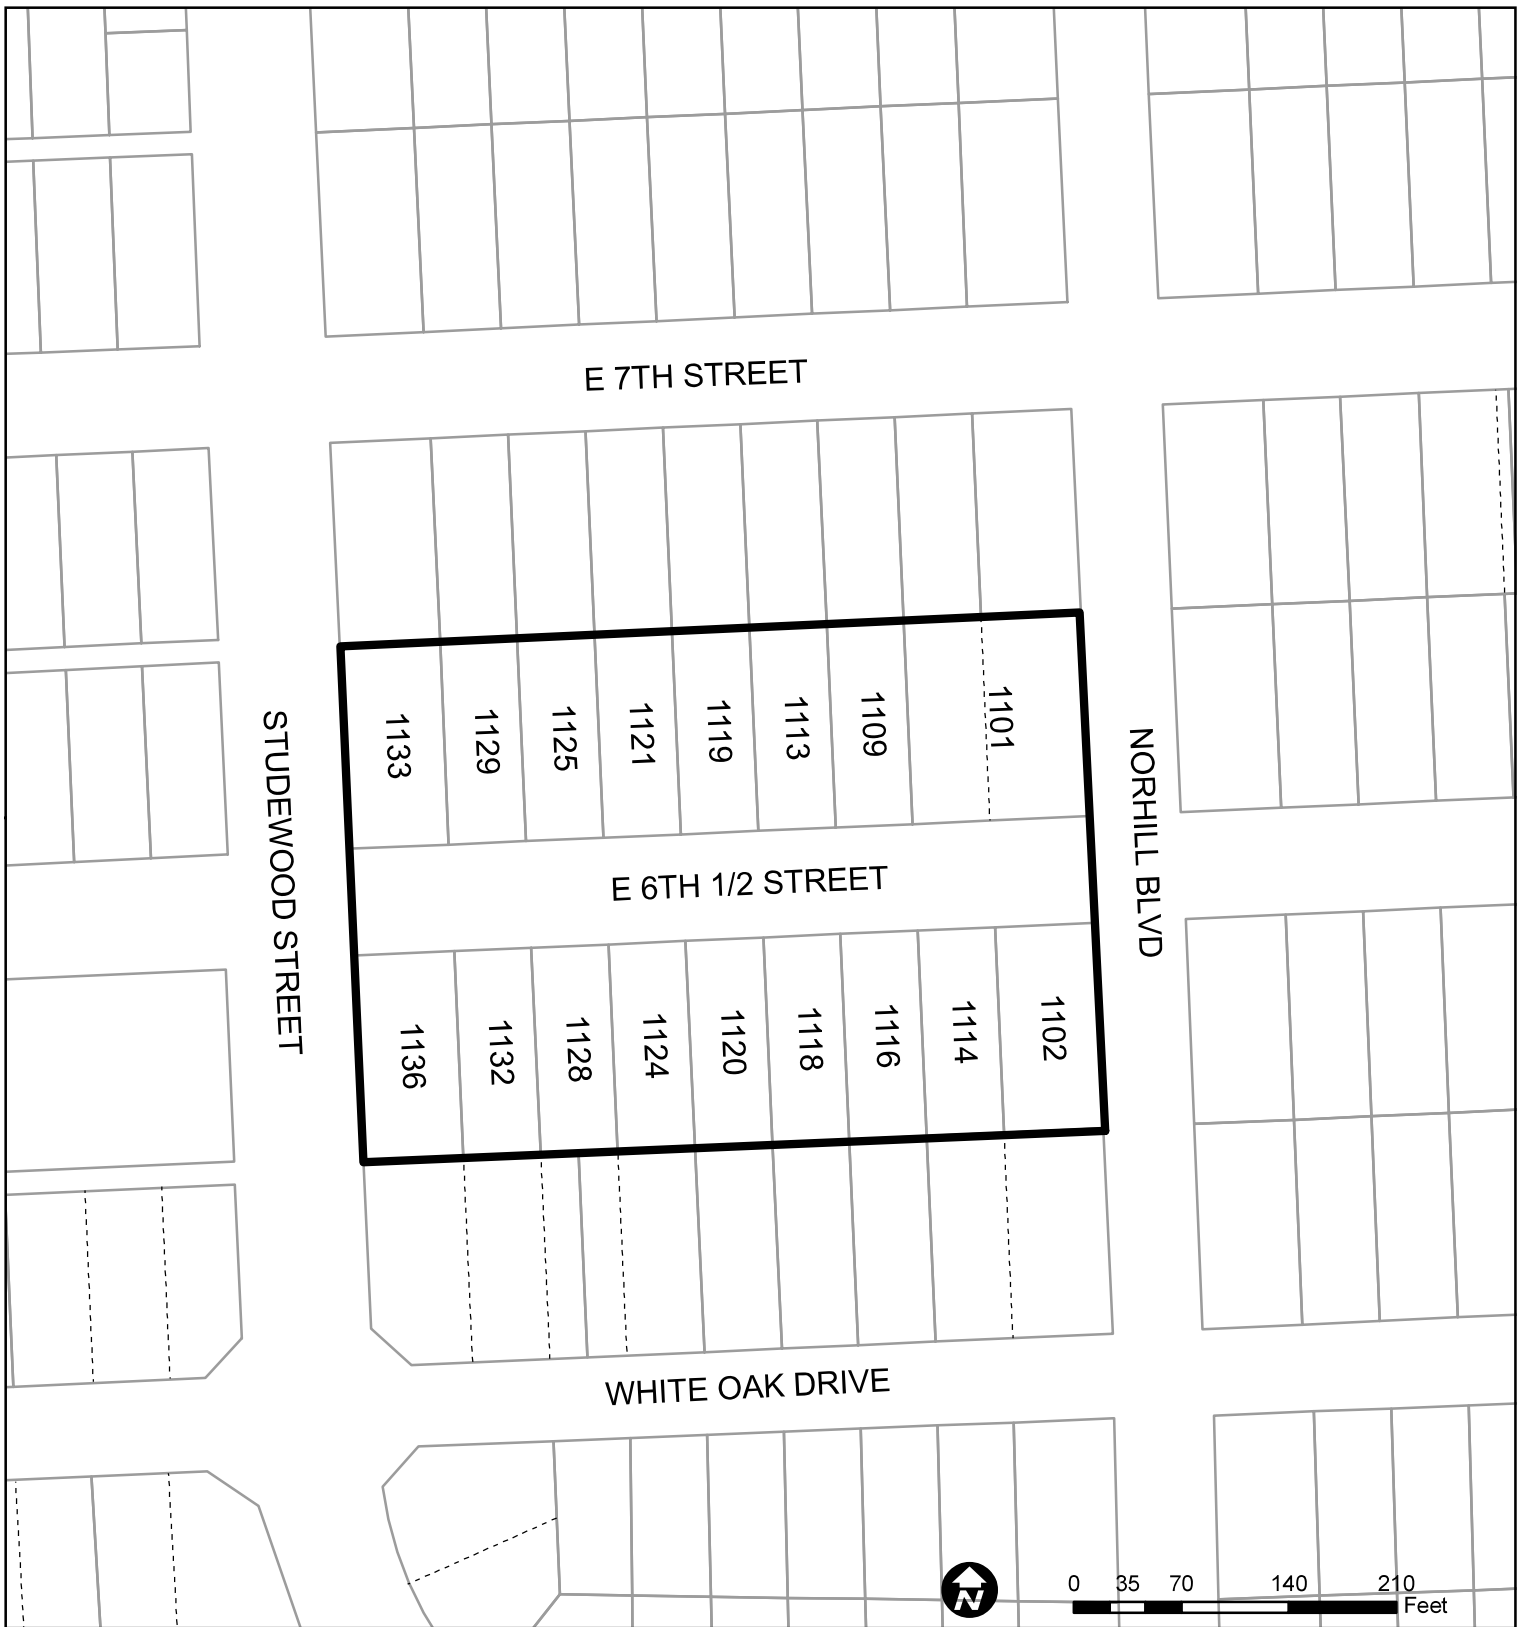 E 7TH STREET
STUDEWOOD STREET
1133
1129
1125
1121
1119
1113
1109
1101
NORHILL BLVD
E 6TH 1/2 STREET
1136
1132
1128
1124
1120
1118
1116
1114
1102
WHITE OAK DRIVE
N
0 35 70 140 210
Feet